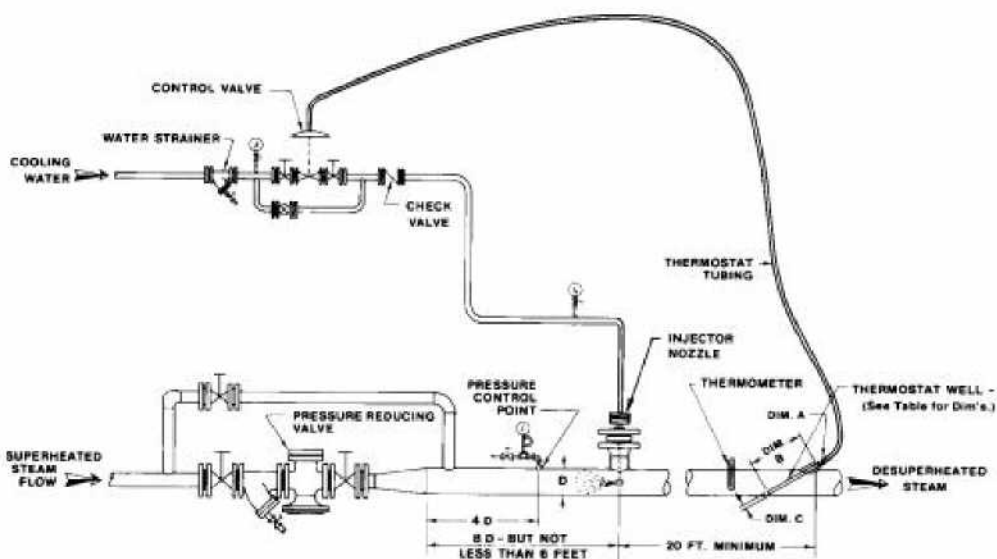 CONTROL VALVE
WATER STRAINER
COOLING
WATER
CHECK
VALVE
THERMOSTAT
TUBING
INJECTOR
NOZZLE
THERMOMETER
THERMOSTAT WELL -
(See Table for Dim's.)
DIM. A
DIM.
B
DIM. C
PRESSURE
CONTROL
POINT
PRESSURE REDUCING
VALVE
SUPERHEATED
STEAM
FLOW
D
DESUPERHEATED
STEAM
4 D
8 D - BUT NOT
LESS THAN 6 FEET
20 FT. MINIMUM